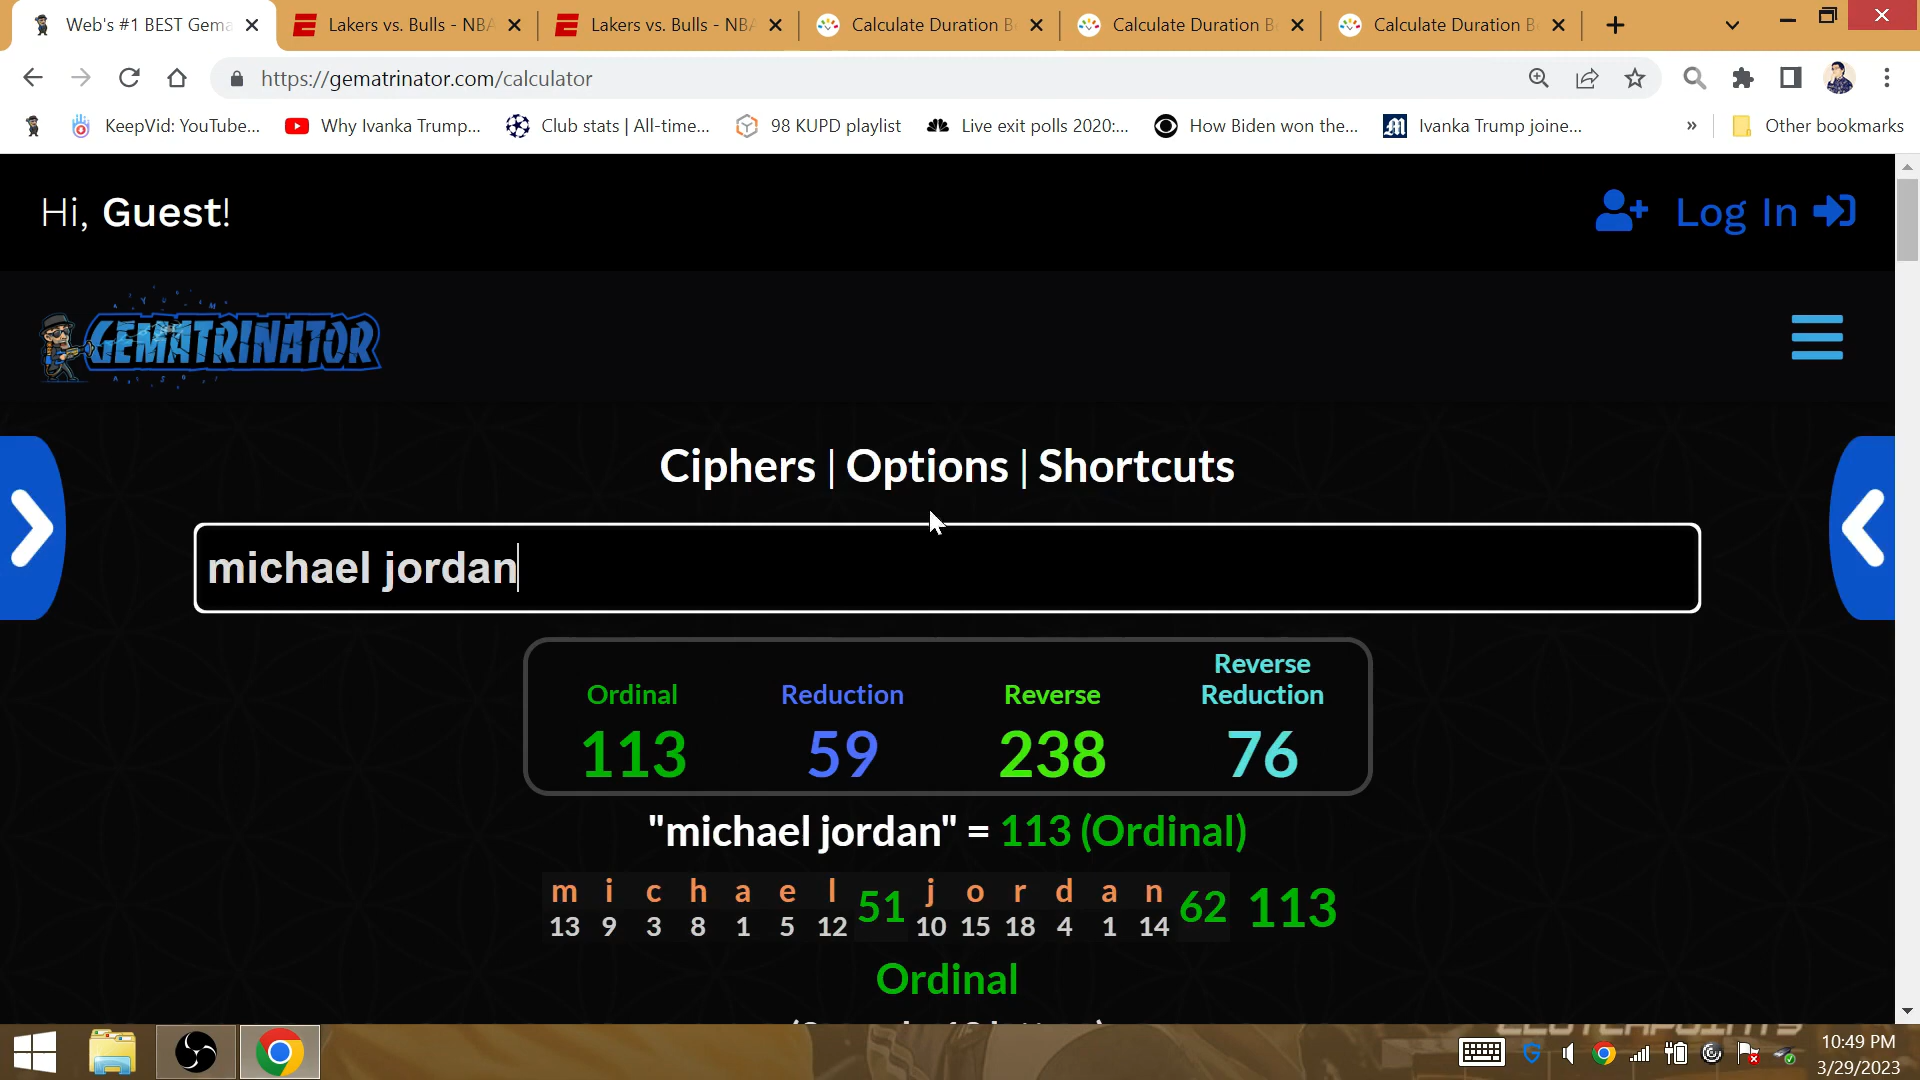 Web's #1 BEST Gema
Lakers vs. Bulls - NBA
Lakers vs. Bulls - NBA
Calculate Duration B
Calculate Duration B
Calculate Duration B
https://gematrinator.com/calculator
KeepVid: YouTube...
Why Ivanka Trump...
Club stats | All-time...
98 KUPD playlist
Live exit polls 2020:...
How Biden won the...
Ivanka Trump joine...
»
Other bookmarks
Hi, Guest!
Log In
GEMATRINATOR
Ciphers | Options | Shortcuts
michael jordan
Ordinal Reduction Reverse Reverse Reduction
113 59 238 76
"michael jordan" = 113 (Ordinal)
m i c h a e l 51 j o r d a n 62 113
13 9 3 8 1 5 12 10 15 18 4 1 14
Ordinal
CLUTCHPOINTS
10:49 PM
3/29/2023